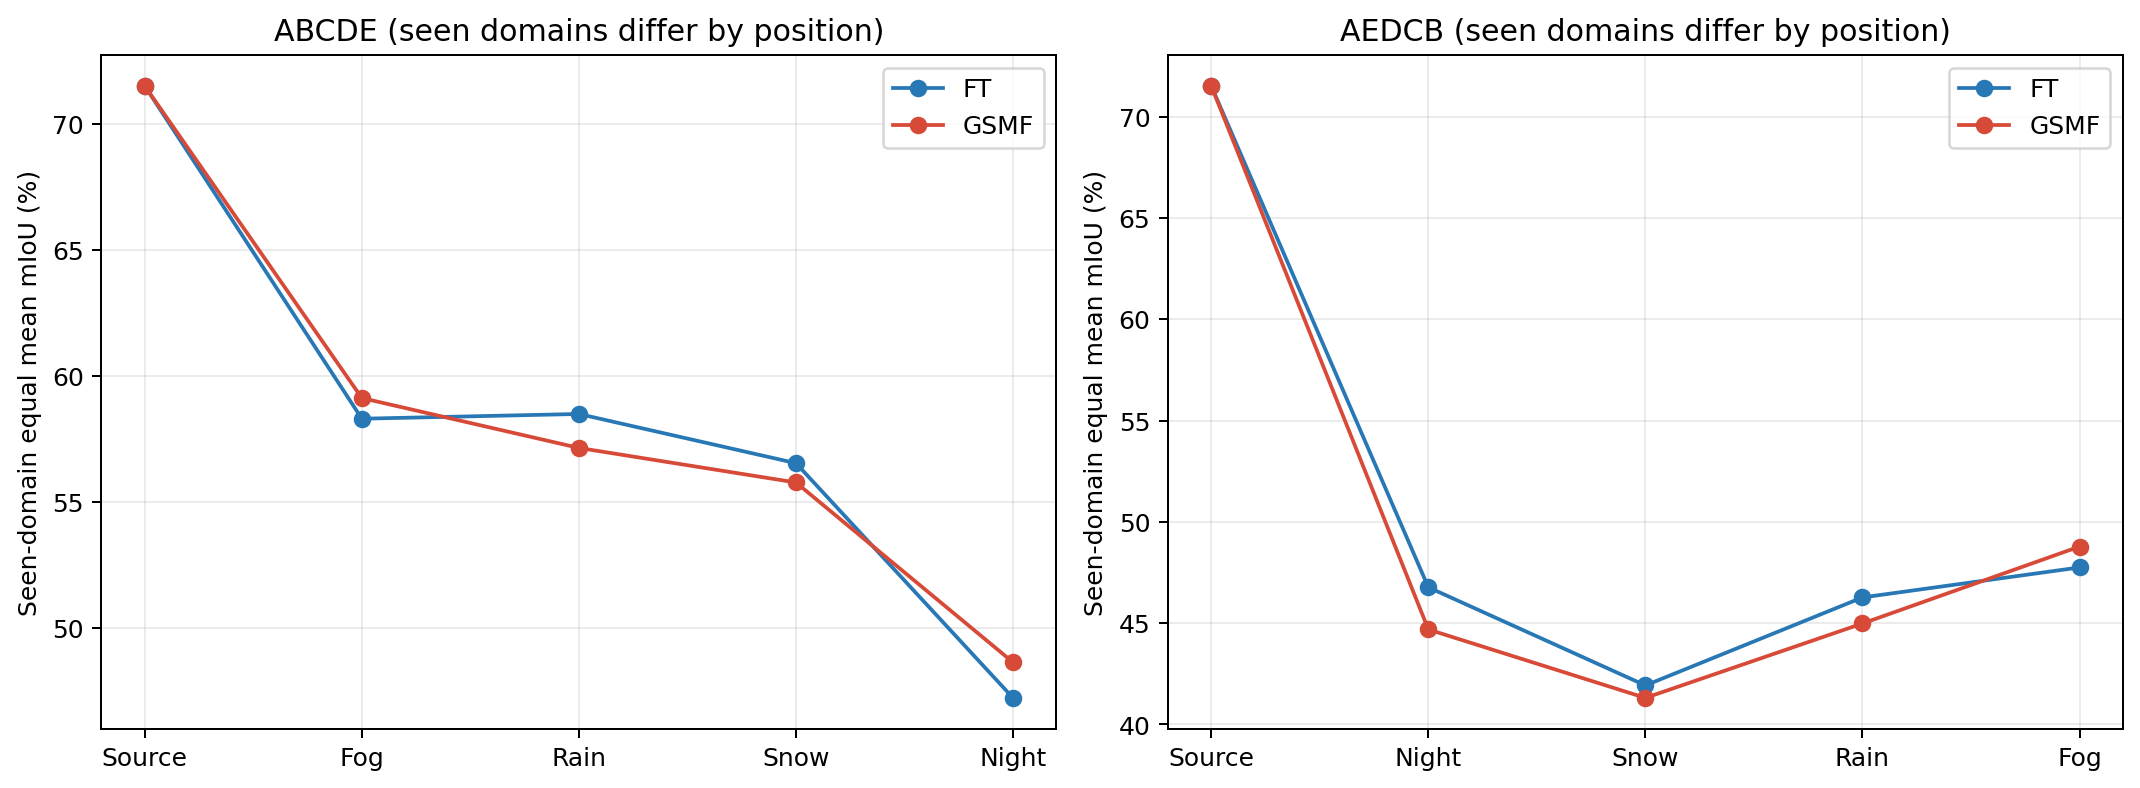 ABCDE (seen domains differ by position)
Seen-domain equal mean mIoU (%)
70
65
60
55
50
Source Fog Rain Snow Night
FT
GSMF
AEDCB (seen domains differ by position)
Seen-domain equal mean mIoU (%)
70
65
60
55
50
45
40
Source Night Snow Rain Fog
FT
GSMF